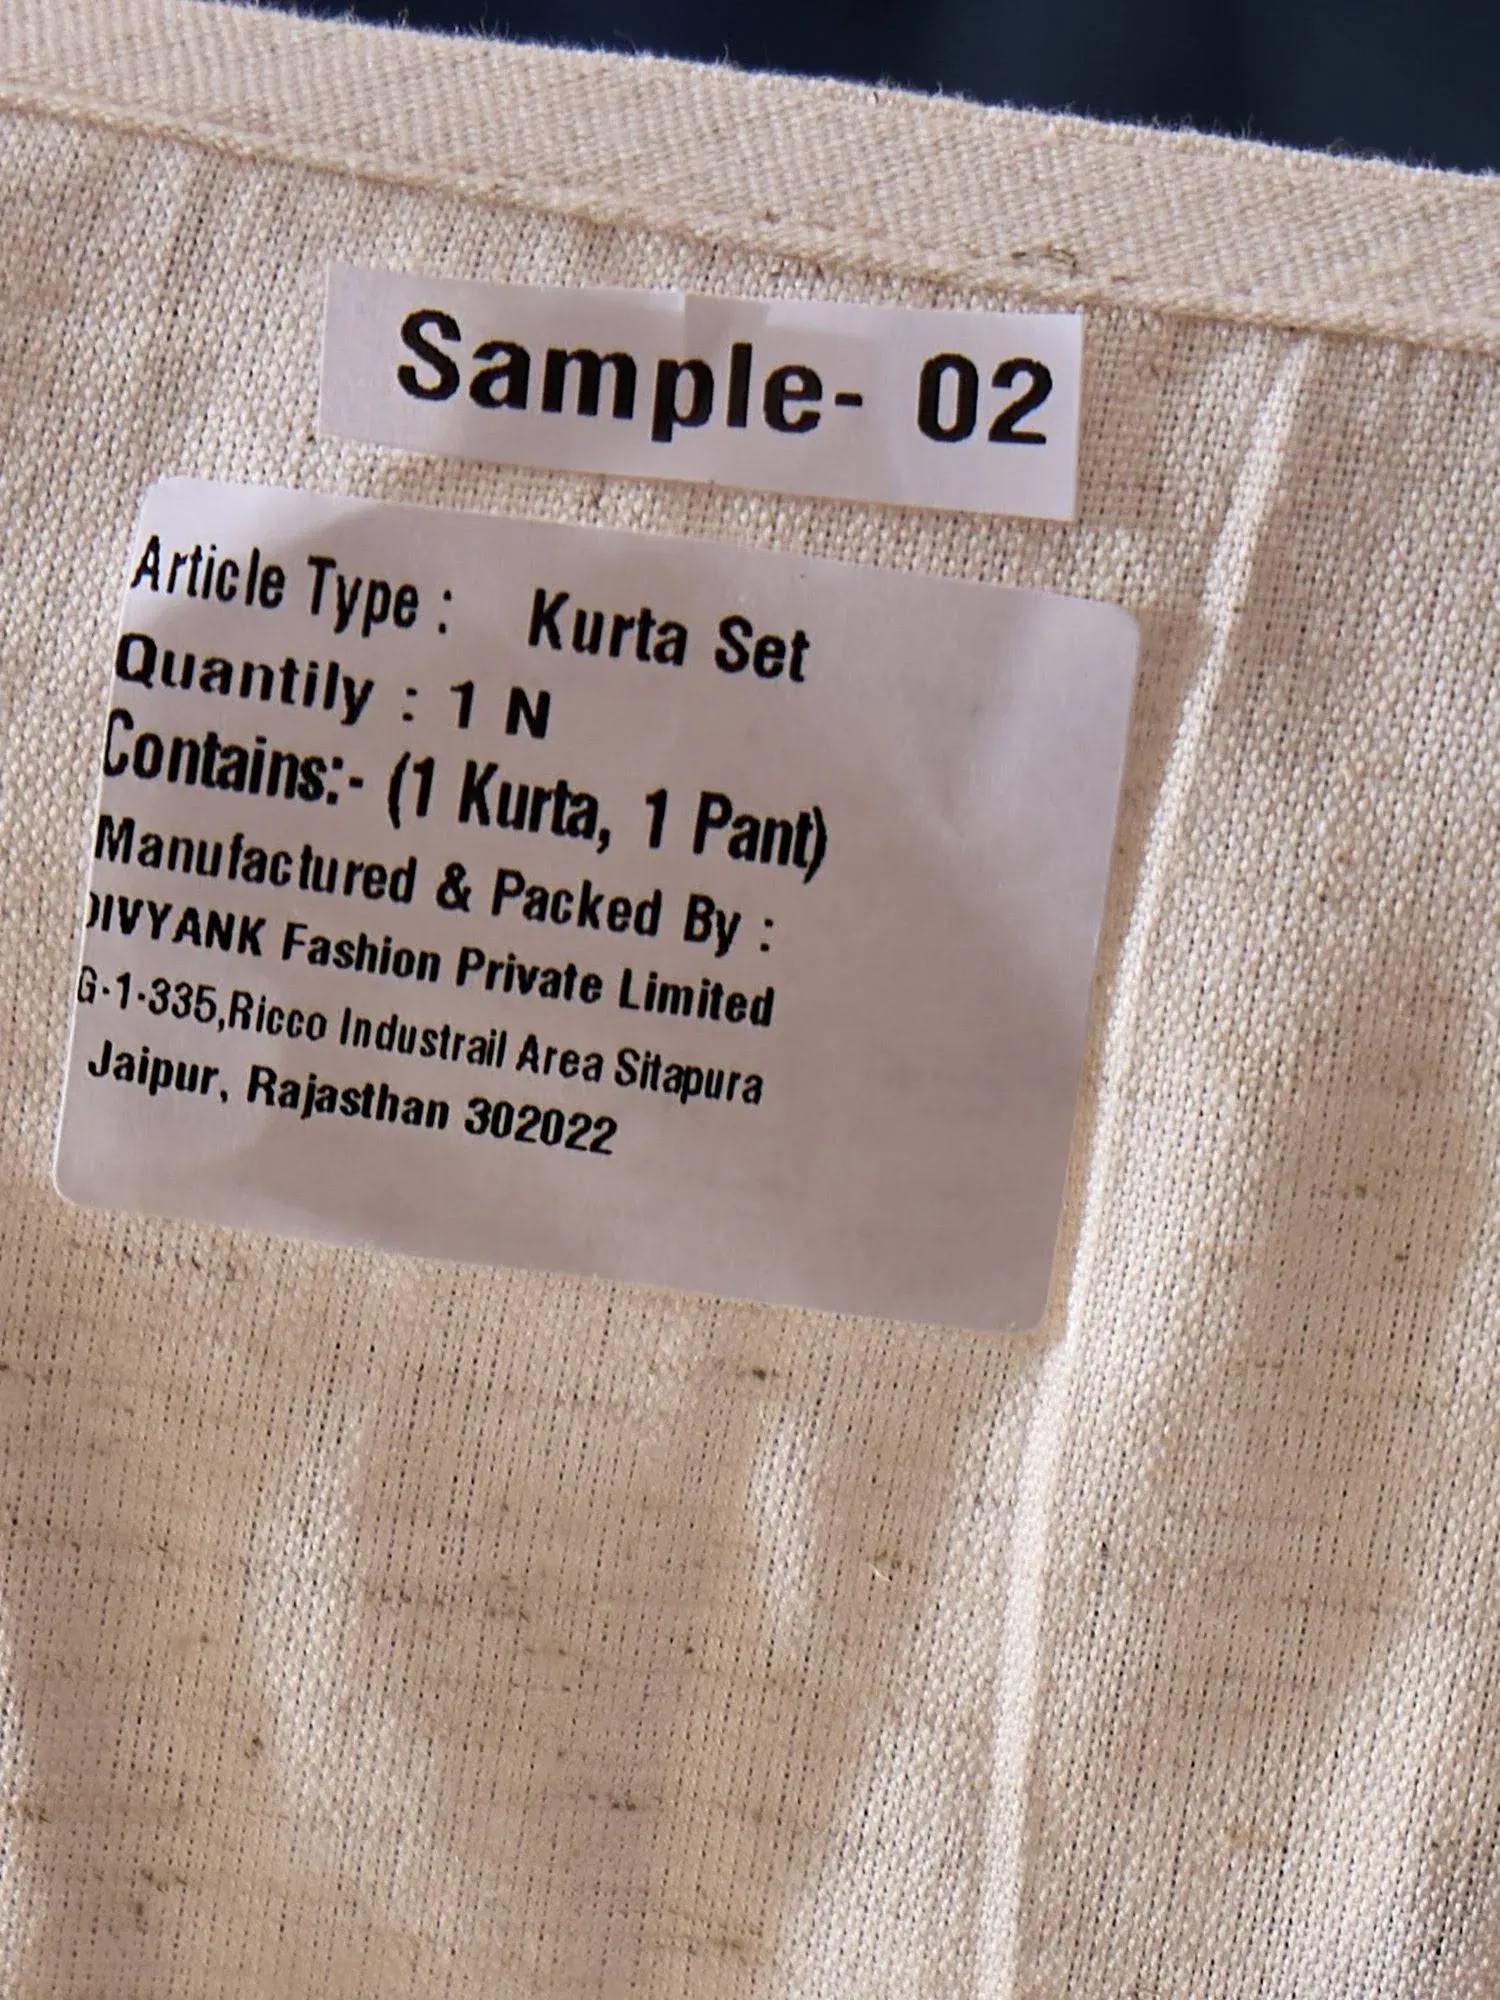 Sample- 02
Article Type : Kurta Set
Quantily : 1 N
Contains:- (1 Kurta, 1 Pant)
Manufactured & Packed By :
DIVYANK Fashion Private Limited
G-1-335,Ricco Industrail Area Sitapura
Jaipur, Rajasthan 302022